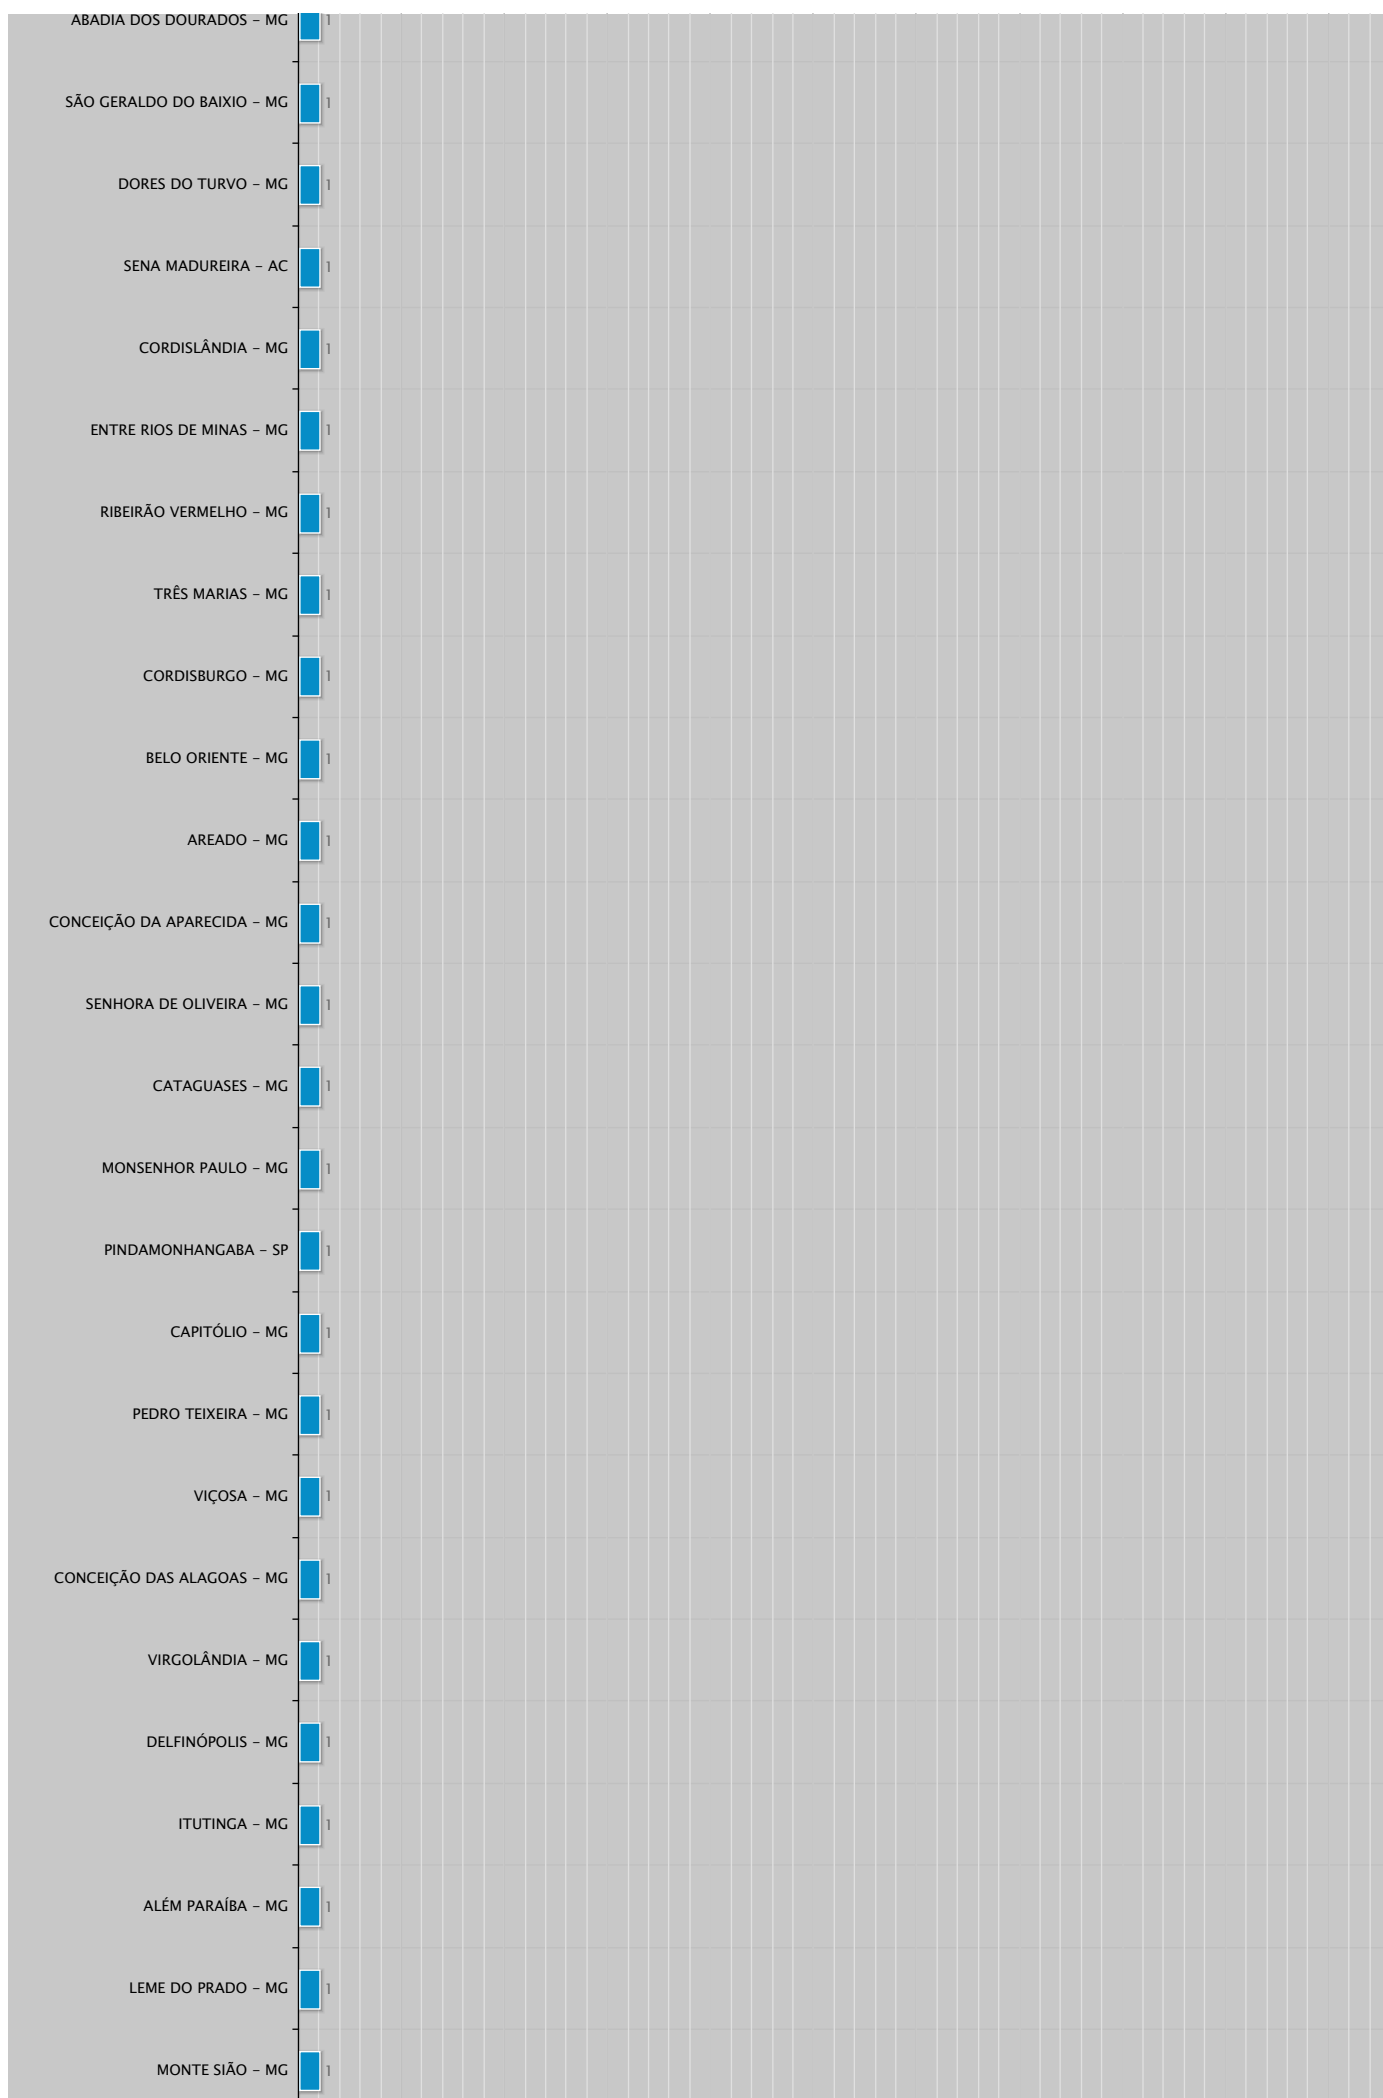 ABADIA DOS DOURADOS - MG 1
SÃO GERALDO DO BAIXIO - MG 1
DORES DO TURVO - MG 1
SENA MADUREIRA - AC 1
CORDISLÂNDIA - MG 1
ENTRE RIOS DE MINAS - MG 1
RIBEIRÃO VERMELHO - MG 1
TRÊS MARIAS - MG 1
CORDISBURGO - MG 1
BELO ORIENTE - MG 1
AREADO - MG 1
CONCEIÇÃO DA APARECIDA - MG 1
SENHORA DE OLIVEIRA - MG 1
CATAGUASES - MG 1
MONSENHOR PAULO - MG 1
PINDAMONHANGABA - SP 1
CAPITÓLIO - MG 1
PEDRO TEIXEIRA - MG 1
VIÇOSA - MG 1
CONCEIÇÃO DAS ALAGOAS - MG 1
VIRGOLÂNDIA - MG 1
DELFINÓPOLIS - MG 1
ITUTINGA - MG 1
ALÉM PARAÍBA - MG 1
LEME DO PRADO - MG 1
MONTE SIÃO - MG 1